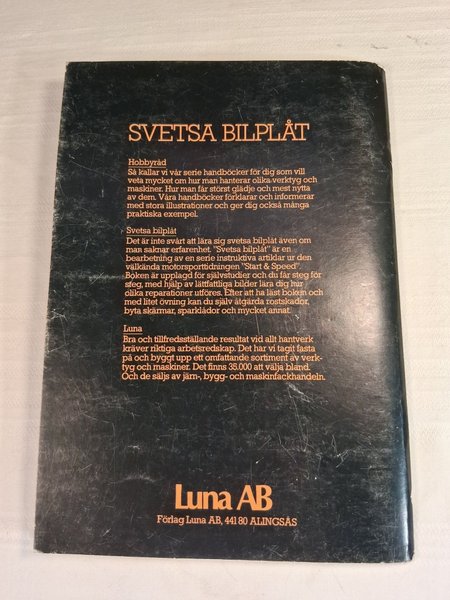 SVETSA BILPLÅT
Hobbyråd
Så kallar vi vår serie handböcker för dig som vill
veta mycket om hur man hanterar olika verktyg och
maskiner. Hur man får störst glädje och mest nytta
av dem. Våra handböcker förklarar och informerar
med stora illustrationer och ger dig också många
praktiska exempel.
Svetsa bilplåt
Det är inte svårt att lära sig svetsa bilplåt även om
man saknar erfarenhet. "Svetsa bilplåt" är en
bearbetning av en serie instruktiva artiklar ur den
välkända motorsporttidningen "Start & Speed".
Boken är upplagd för självstudier och du får steg för
steg, med hjälp av lättfattliga bilder lära dig hur
olika reparationer utföres. Efter att ha läst boken och
med litet övning kan du själv åtgärda rostskador,
byta skärmar, sparklådor och mycket annat.
Luna
Bra och tillfredsställande resultat vid allt hantverk
kräver riktiga arbetsredskap. Det har vi tagit fasta
på och byggt upp ett omfattande sortiment av verk-
tyg och maskiner. Det finns 35.000 att välja bland.
Och de säljs av järn-, bygg- och maskinfackhandeln.
Luna AB
Förlag Luna AB, 441 80 ALINGSÅS